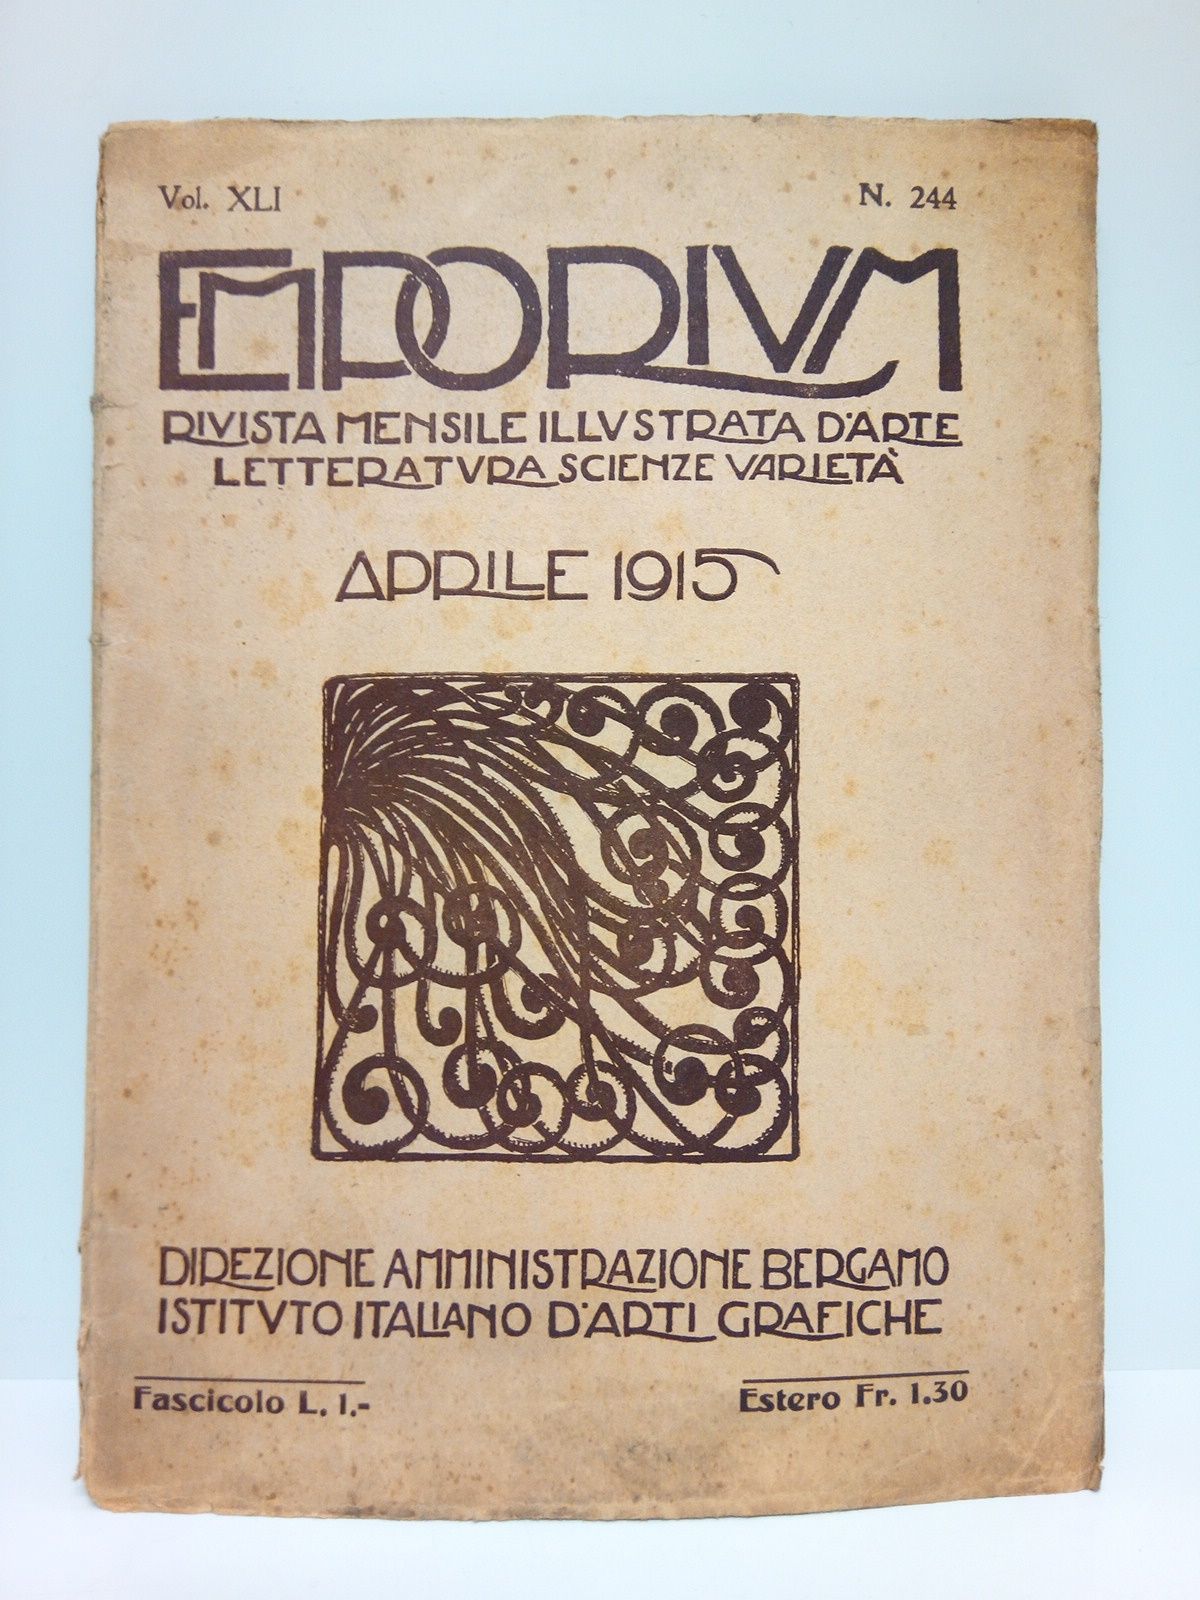 Vol. XLI N. 244
EMPORIVM
RIVISTA MENSILE ILLVSTRATA D'ARTE
LETTERATVRA SCIENZE VARIETÀ
APRILE 1915
DIREZIONE AMMINISTRAZIONE BERGAMO
ISTITVTO ITALIANO D'ARTI GRAFICHE
Fascicolo L. 1.- Estero Fr. 1.30